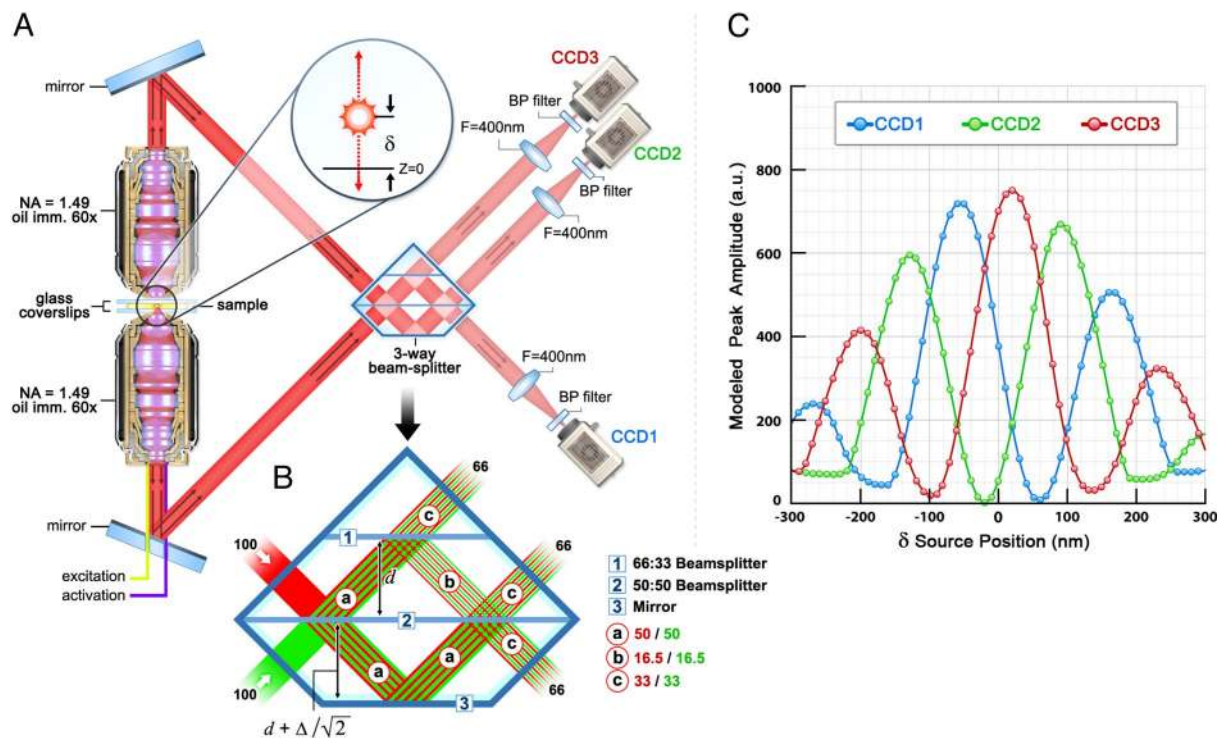 A
mirror
NA = 1.49
oil imm. 60x
glass
coverslips
sample
NA = 1.49
oil imm. 60x
mirror
excitation
activation
δ
Z=0
CCD3
BP filter
F=400nm
CCD2
BP filter
F=400nm
3-way
beam-splitter
F=400nm
BP filter
CCD1
B
66
c
1
100
d
b
66
a
c
2
a
a
c
100
66
3
d + Δ/√2
1 66:33 Beamsplitter
2 50:50 Beamsplitter
3 Mirror
a 50 / 50
b 16.5 / 16.5
c 33 / 33
C
CCD1 CCD2 CCD3
Modeled Peak Amplitude (a.u.)
1000
800
600
400
200
0
-300 -200 -100 0 100 200 300
δ Source Position (nm)